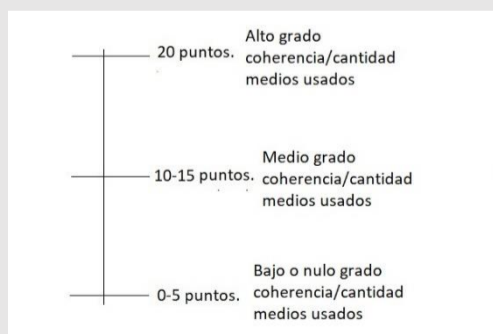 Alto grado
20 puntos. coherencia/cantidad
medios usados
Medio grado
10-15 puntos. coherencia/cantidad
medios usados
Bajo o nulo grado
0-5 puntos. coherencia/cantidad
medios usados